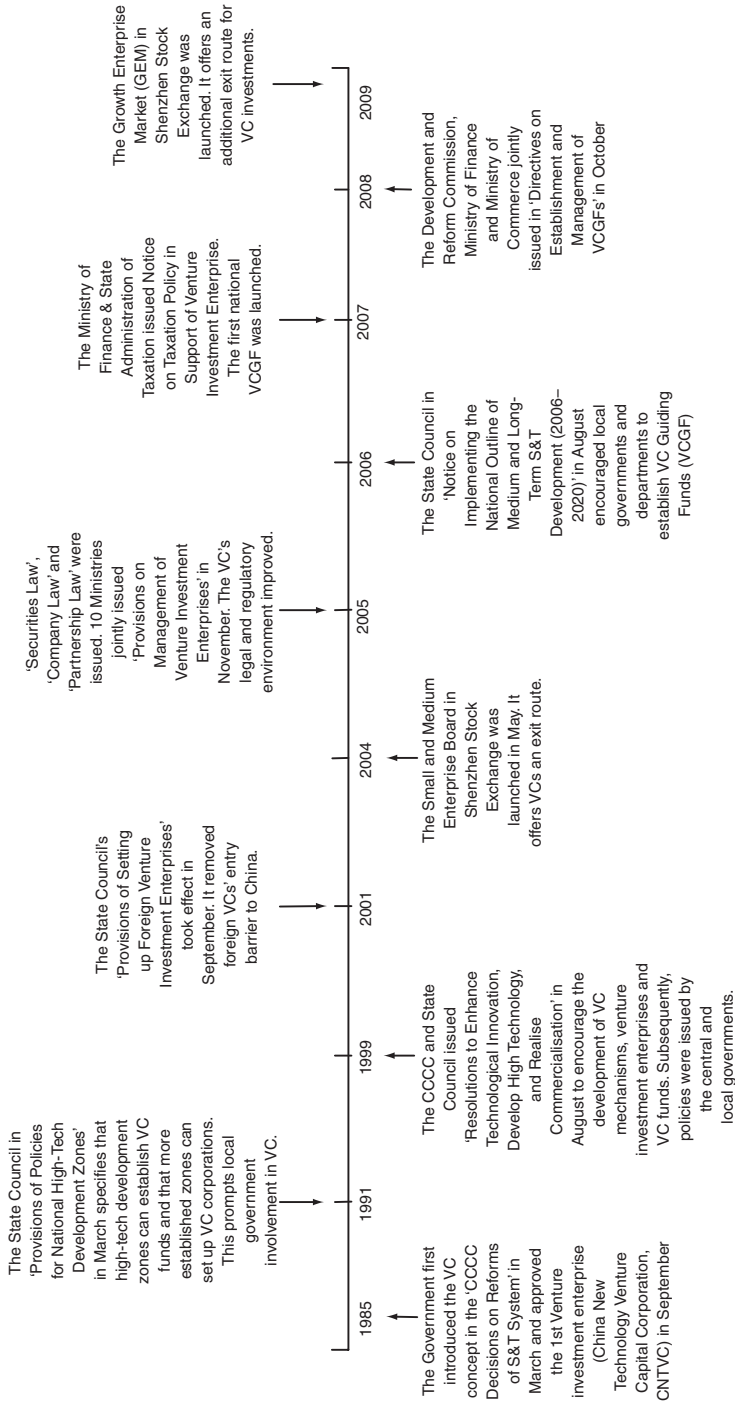 The Government first
introduced the VC
concept in the ‘CCCC
Decisions on Reforms
of S&T System’ in
March and approved
the 1st Venture
investment enterprise
(China New
Technology Venture
Capital Corporation,
CNTVC) in September
1985
The State Council in
‘Provisions of Policies
for National High-Tech
Development Zones’
in March specifies that
high-tech development
zones can establish VC
funds and that more
established zones can
set up VC corporations.
This prompts local
government
involvement in VC.
1991
The CCCC and State
Council issued
‘Resolutions to Enhance
Technological Innovation,
Develop High Technology,
and Realise
Commercialisation’ in
August to encourage the
development of VC
mechanisms, venture
investment enterprises and
VC funds. Subsequently,
policies were issued by
the central and
local governments.
1999
The State Council’s
‘Provisions of Setting
up Foreign Venture
Investment Enterprises’
took effect in
September. It removed
foreign VCs’ entry
barrier to China.
2001
The Small and Medium
Enterprise Board in
Shenzhen Stock
Exchange was
launched in May. It
offers VCs an exit route.
2004
‘Securities Law’,
‘Company Law’ and
‘Partnership Law’ were
issued. 10 Ministries
jointly issued
‘Provisions on
Management of
Venture Investment
Enterprises’ in
November. The VC’s
legal and regulatory
environment improved.
2005
The State Council in
‘Notice on
Implementing the
National Outline of
Medium and Long-
Term S&T
Development (2006–
2020)’ in August
encouraged local
governments and
departments to
establish VC Guiding
Funds (VCGF)
2006
The Ministry of
Finance & State
Administration of
Taxation issued Notice
on Taxation Policy in
Support of Venture
Investment Enterprise.
The first national
VCGF was launched.
2007
The Development and
Reform Commission,
Ministry of Finance
and Ministry of
Commerce jointly
issued in ‘Directives on
Establishment and
Management of
VCGFs’ in October
2008
The Growth Enterprise
Market (GEM) in
Shenzhen Stock
Exchange was
launched. It offers an
additional exit route for
VC investments.
2009